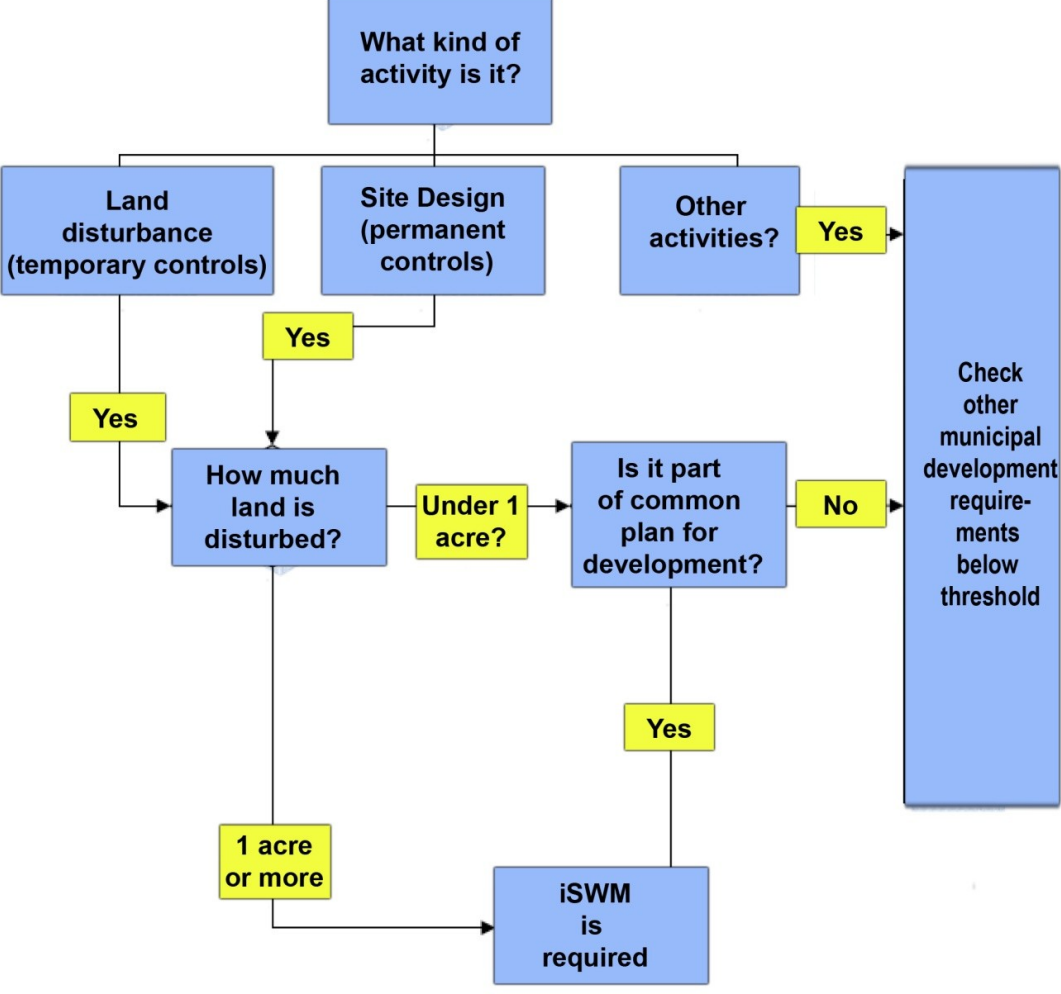 What kind of
activity is it?
Land
disturbance
(temporary controls)
Site Design
(permanent
controls)
Other
activities?
Yes
Yes
Yes
How much
land is
disturbed?
Under 1
acre?
Is it part
of common
plan for
development?
No
Check
other
municipal
development
require-
ments
below
threshold
Yes
1 acre
or more
iSWM
is
required